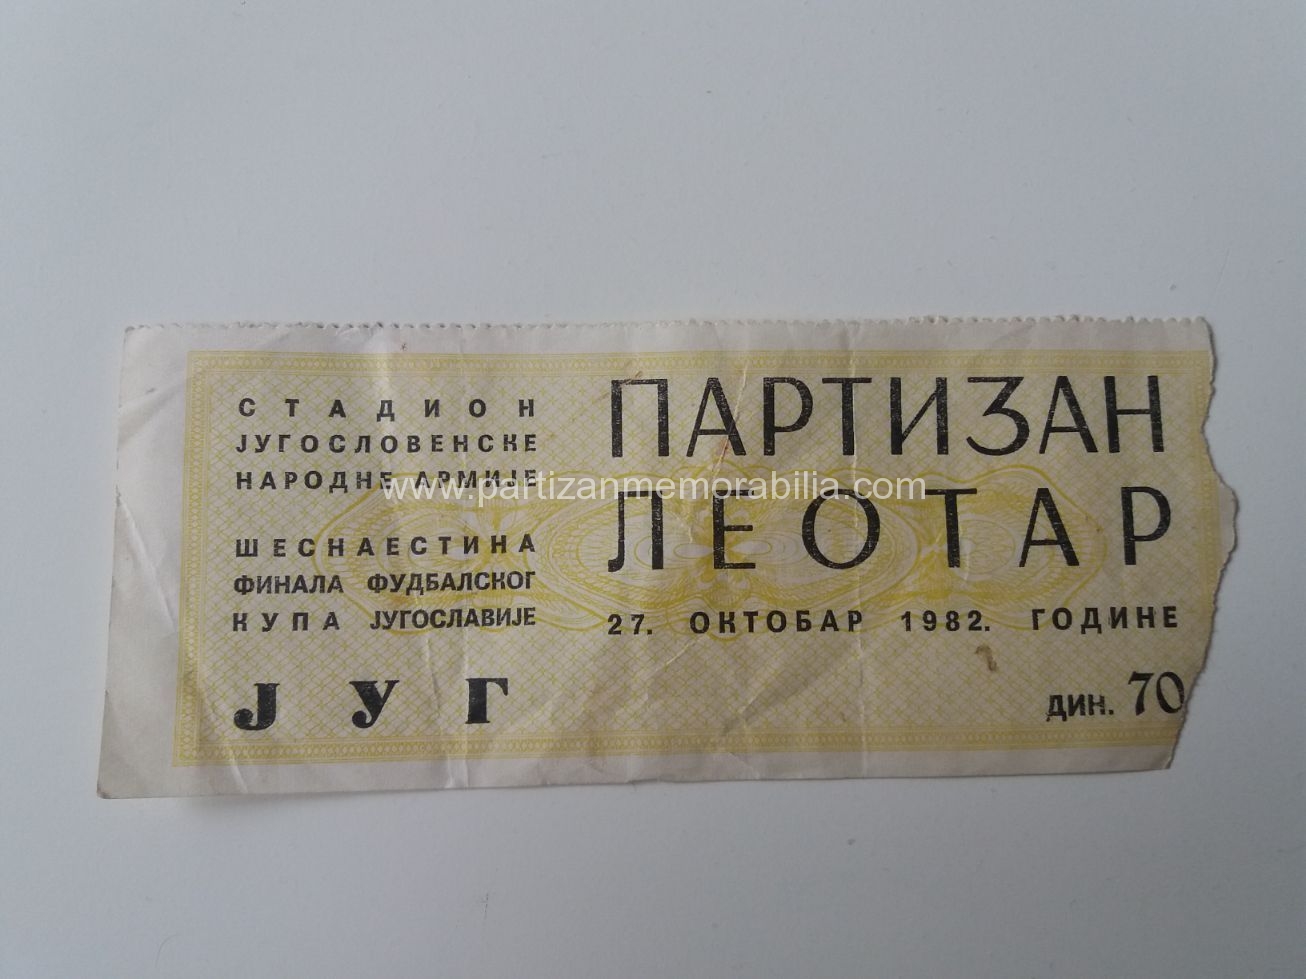 СТАДИОН
ЈУГОСЛОВЕНСКЕ
НАРОДНЕ АРМИЈЕ
ШЕСНАЕСТИНА
ФИНАЛА ФУДБАЛСКОГ
КУПА ЈУГОСЛАВИЈЕ
ЈУГ
ПАРТИЗАН
ЛЕОТАР
27. ОКТОБАР 1982. ГОДИНЕ
ДИН. 70
www.partizanmemorabilia.com